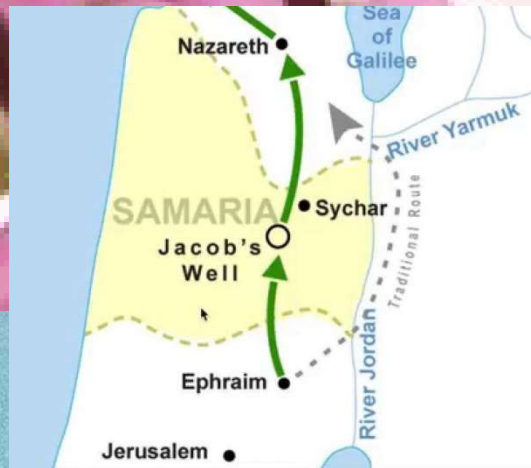 Sea
of
Galilee
Nazareth
River Yarmuk
SAMARIA
Sychar
Jacob's
Well
Traditional Route
Ephraim
River Jordan
Jerusalem